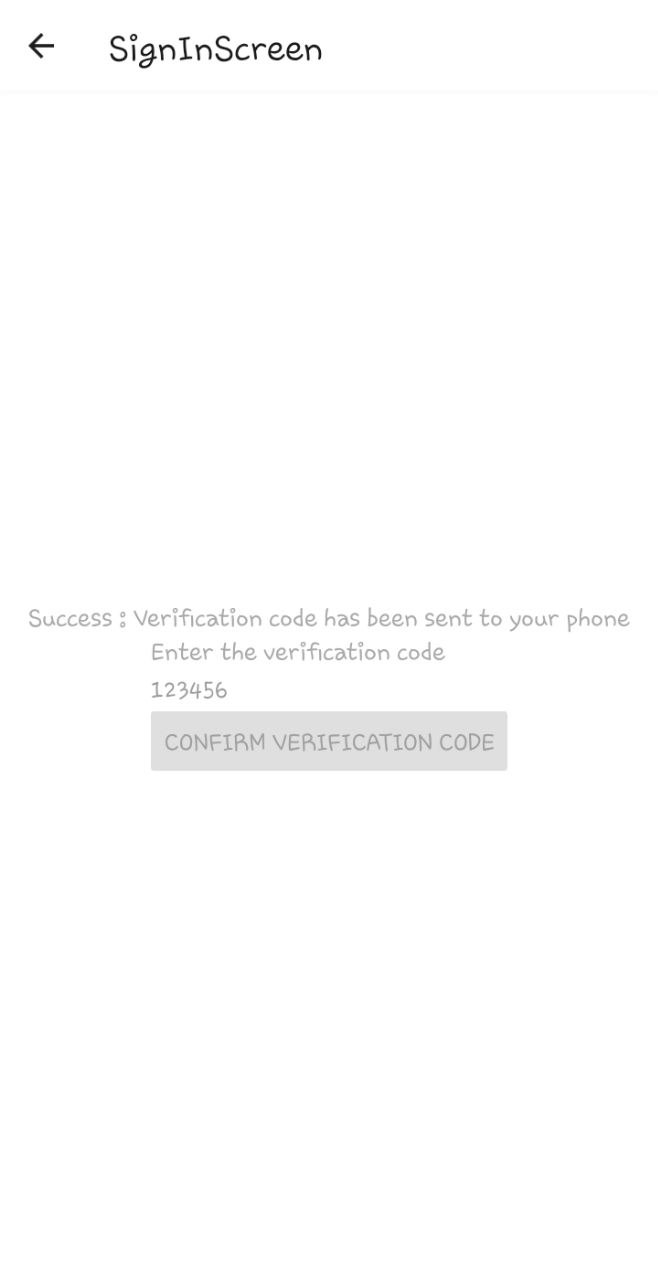 SignInScreen
Success : Verification code has been sent to your phone
Enter the verification code
123456
CONFIRM VERIFICATION CODE